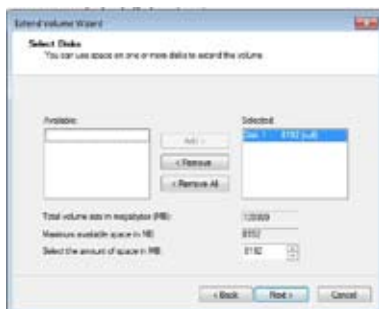 Extend Volume Wizard
Select Disks
You can use space on one or more disks to extend the volume.
Available:
Selected:
Disk 1 8192 MB
Add >
< Remove
< Remove All
Total volume size in megabytes (MB):
Maximum available space in MB:
8192
Select the amount of space in MB:
8192
< Back
Next >
Cancel